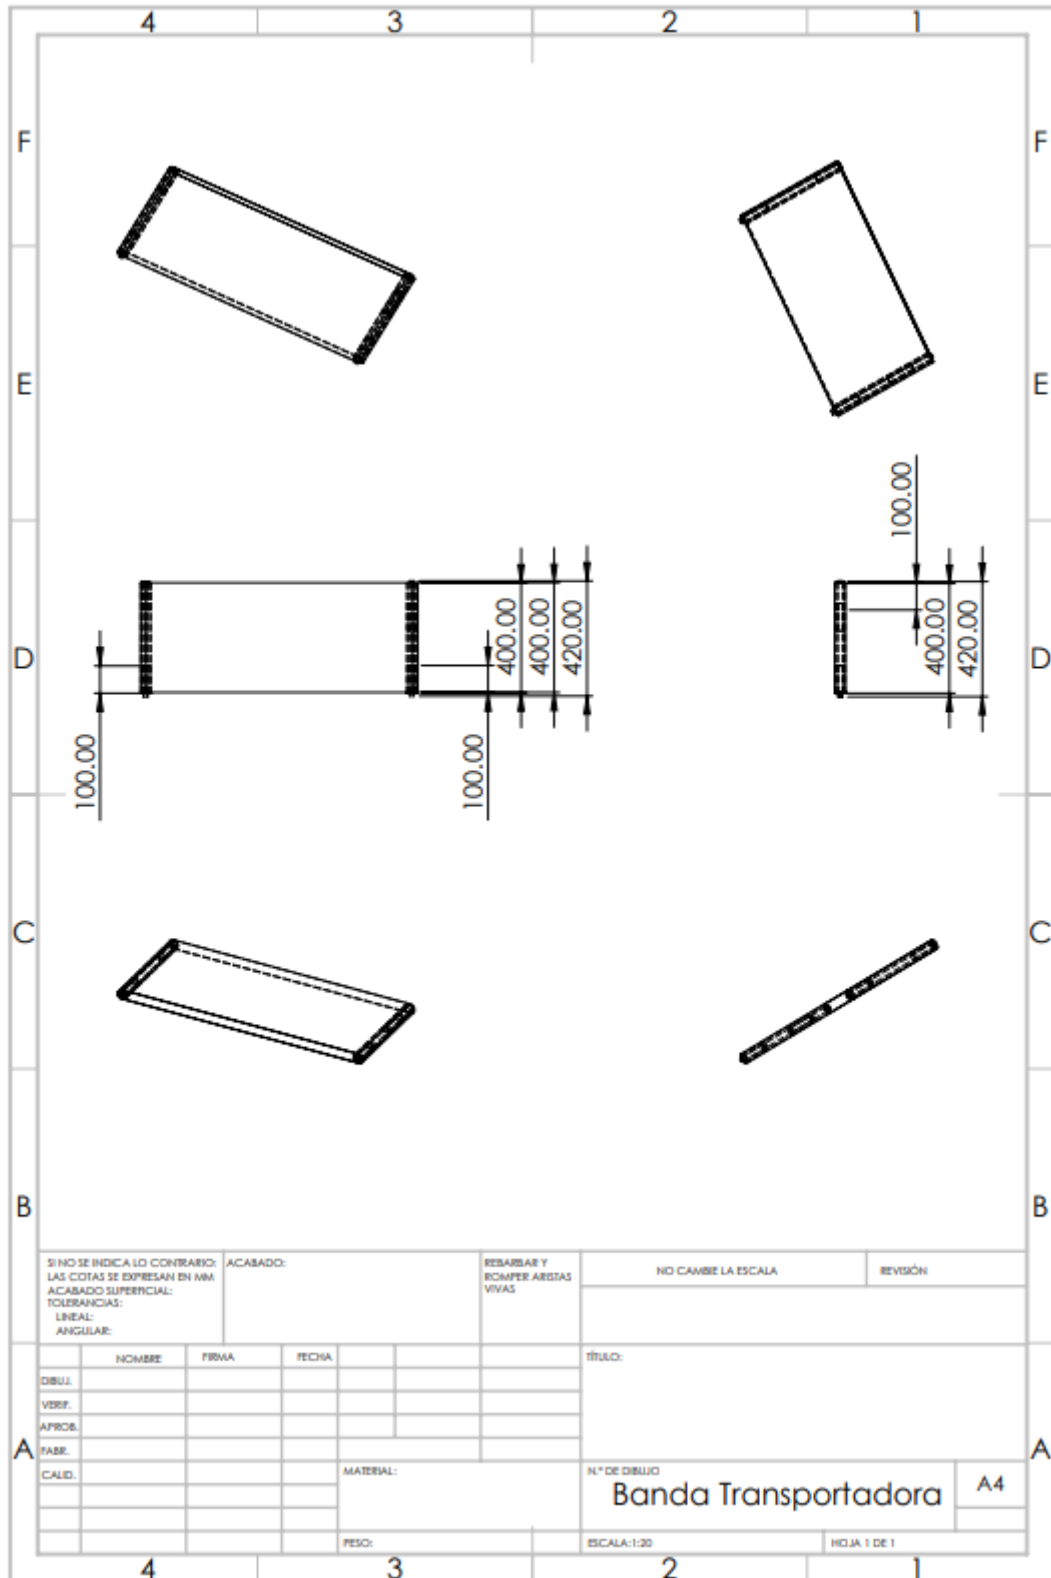 4 3 2 1
F F
E E
100.00
400.00 400.00 420.00 400.00 420.00
D D
100.00 100.00
C C
B B
SI NO SE INDICA LO CONTRARIO: ACABADO: REBARBAR Y NO CAMBIE LA ESCALA REVISIÓN
LAS COTAS SE EXPRESAN EN MM ROMPER ARISTAS
ACABADO SUPERFICIAL: VIVAS
TOLERANCIAS:
LINEAL:
ANGULAR:
NOMBRE FIRMA FECHA TÍTULO:
DIBUJ.
VERIF.
APROB.
A FABR. A
CALID. MATERIAL: N.º DE DIBUJO
Banda Transportadora A4
PESO: ESCALA:1:20 HOJA 1 DE 1
4 3 2 1